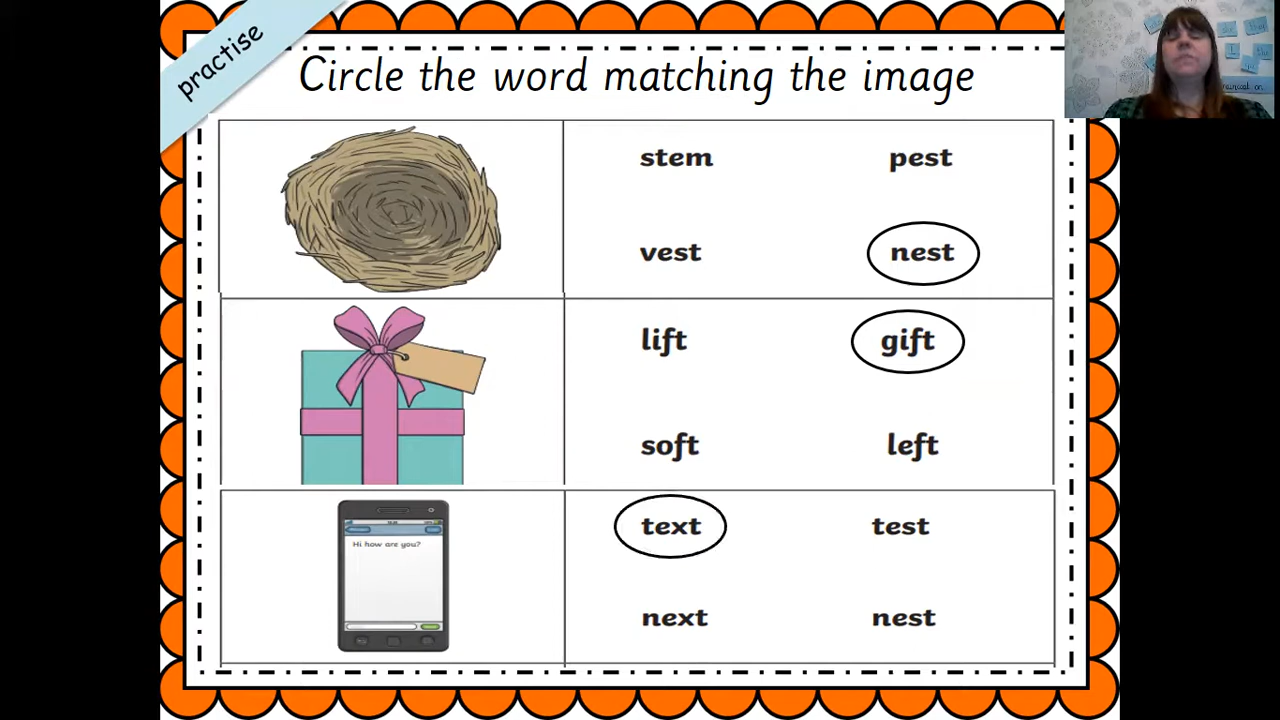 practise
Circle the word matching the image
stem pest
vest nest
lift gift
soft left
Hi how are you?
text test
next nest